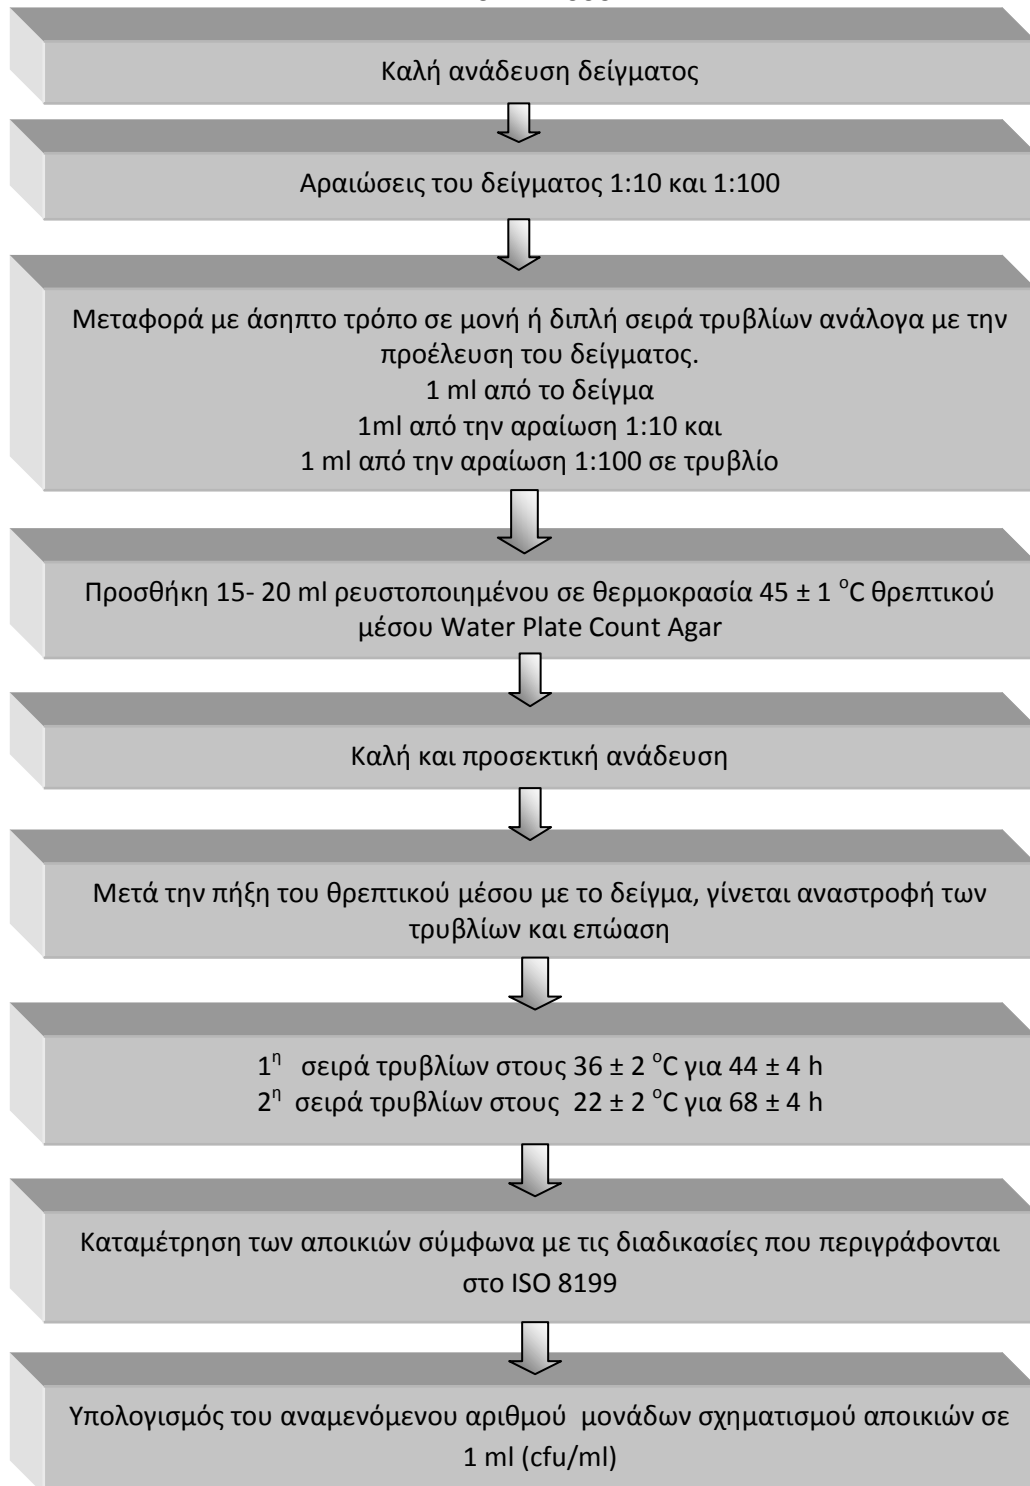 Καλή ανάδευση δείγματος
Αραιώσεις του δείγματος 1:10 και 1:100
Μεταφορά με άσηπτο τρόπο σε μονή ή διπλή σειρά τρυβλίων ανάλογα με την
προέλευση του δείγματος.
1 ml από το δείγμα
1ml από την αραίωση 1:10 και
1 ml από την αραίωση 1:100 σε τρυβλίο
Προσθήκη 15- 20 ml ρευστοποιημένου σε θερμοκρασία 45 ± 1 °C θρεπτικού
μέσου Water Plate Count Agar
Καλή και προσεκτική ανάδευση
Μετά την πήξη του θρεπτικού μέσου με το δείγμα, γίνεται αναστροφή των
τρυβλίων και επώαση
1η σειρά τρυβλίων στους 36 ± 2 °C για 44 ± 4 h
2η σειρά τρυβλίων στους 22 ± 2 °C για 68 ± 4 h
Καταμέτρηση των αποικιών σύμφωνα με τις διαδικασίες που περιγράφονται
στο ISO 8199
Υπολογισμός του αναμενόμενου αριθμού μονάδων σχηματισμού αποικιών σε
1 ml (cfu/ml)